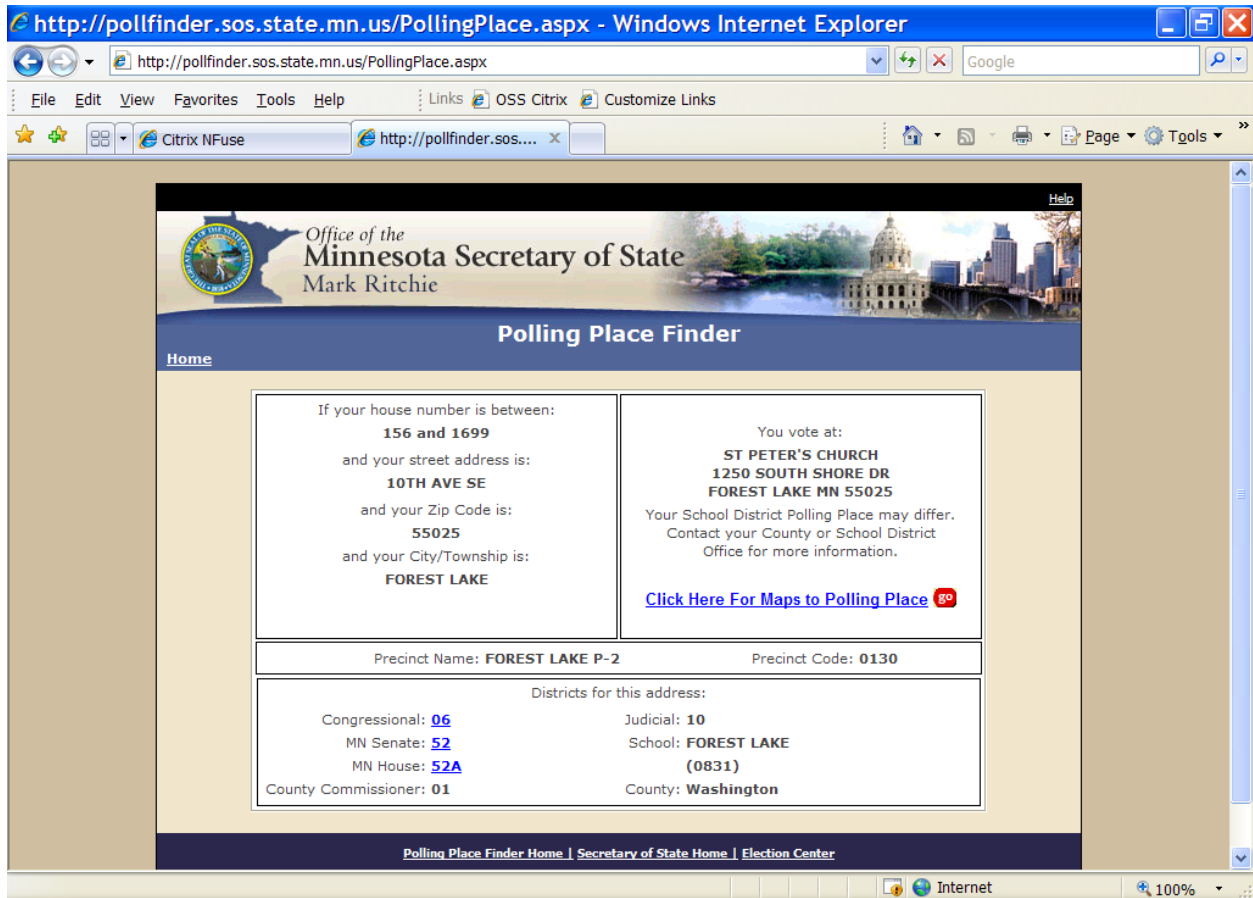 http://pollfinder.sos.state.mn.us/PollingPlace.aspx - Windows Internet Explorer
http://pollfinder.sos.state.mn.us/PollingPlace.aspx
Google
File Edit View Favorites Tools Help Links OSS Citrix Customize Links
Citrix NFuse http://pollfinder.sos.... Page Tools »
Help
Office of the
Minnesota Secretary of State
Mark Ritchie
Polling Place Finder
Home
If your house number is between:
156 and 1699
and your street address is:
10TH AVE SE
and your Zip Code is:
55025
and your City/Township is:
FOREST LAKE
You vote at:
ST PETER'S CHURCH
1250 SOUTH SHORE DR
FOREST LAKE MN 55025
Your School District Polling Place may differ.
Contact your County or School District
Office for more information.
Click Here For Maps to Polling Place go
Precinct Name: FOREST LAKE P-2 Precinct Code: 0130
Districts for this address:
Congressional: 06 Judicial: 10
MN Senate: 52 School: FOREST LAKE
MN House: 52A (0831)
County Commissioner: 01 County: Washington
Polling Place Finder Home | Secretary of State Home | Election Center
Internet 100%